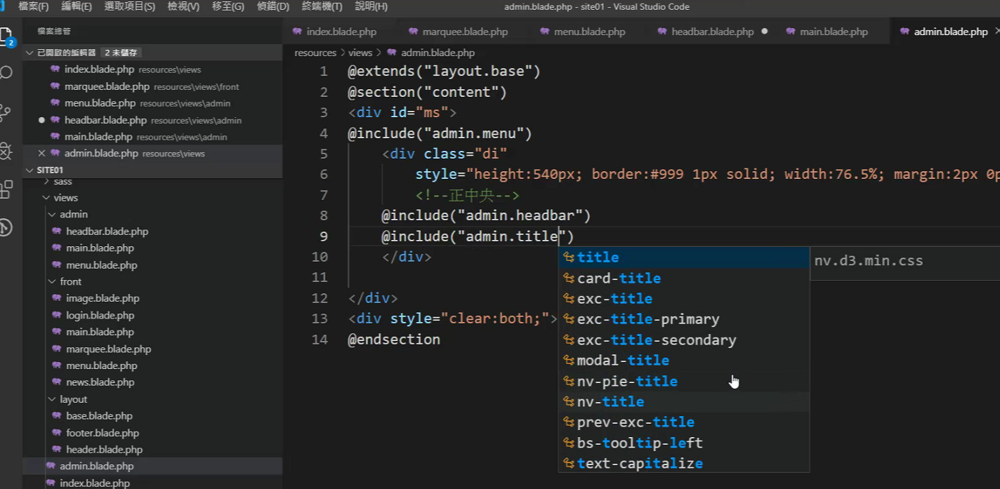 檔案(F) 編輯(E) 選取項目(S) 檢視(V) 移至(G) 偵錯(D) 終端機(T) 說明(H) admin.blade.php - site01 - Visual Studio Code
檔案總管
index.blade.php marquee.blade.php menu.blade.php headbar.blade.php main.blade.php admin.blade.php
2
已開啟的編輯器 2 未儲存
index.blade.php resources\views
marquee.blade.php resources\views\front
menu.blade.php resources\views\admin
headbar.blade.php resources\views\admin
main.blade.php resources\views\admin
admin.blade.php resources\views
SITE01
sass
views
admin
headbar.blade.php
main.blade.php
menu.blade.php
front
image.blade.php
login.blade.php
main.blade.php
marquee.blade.php
menu.blade.php
news.blade.php
layout
base.blade.php
footer.blade.php
header.blade.php
admin.blade.php
index.blade.php
resources > views > admin.blade.php
1 @extends("layout.base")
2 @section("content")
3 <div id="ms">
4 @include("admin.menu")
5 <div class="di"
6 style="height:540px; border:#999 1px solid; width:76.5%; margin:2px 0p
7 <!--正中央-->
8 @include("admin.headbar")
9 @include("admin.title")
10 </div>
11
12 </div>
13 <div style="clear:both;">
14 @endsection
title
card-title
exc-title
exc-title-primary
exc-title-secondary
modal-title
nv-pie-title
nv-title
prev-exc-title
bs-tooltip-left
text-capitalize
nv.d3.min.css